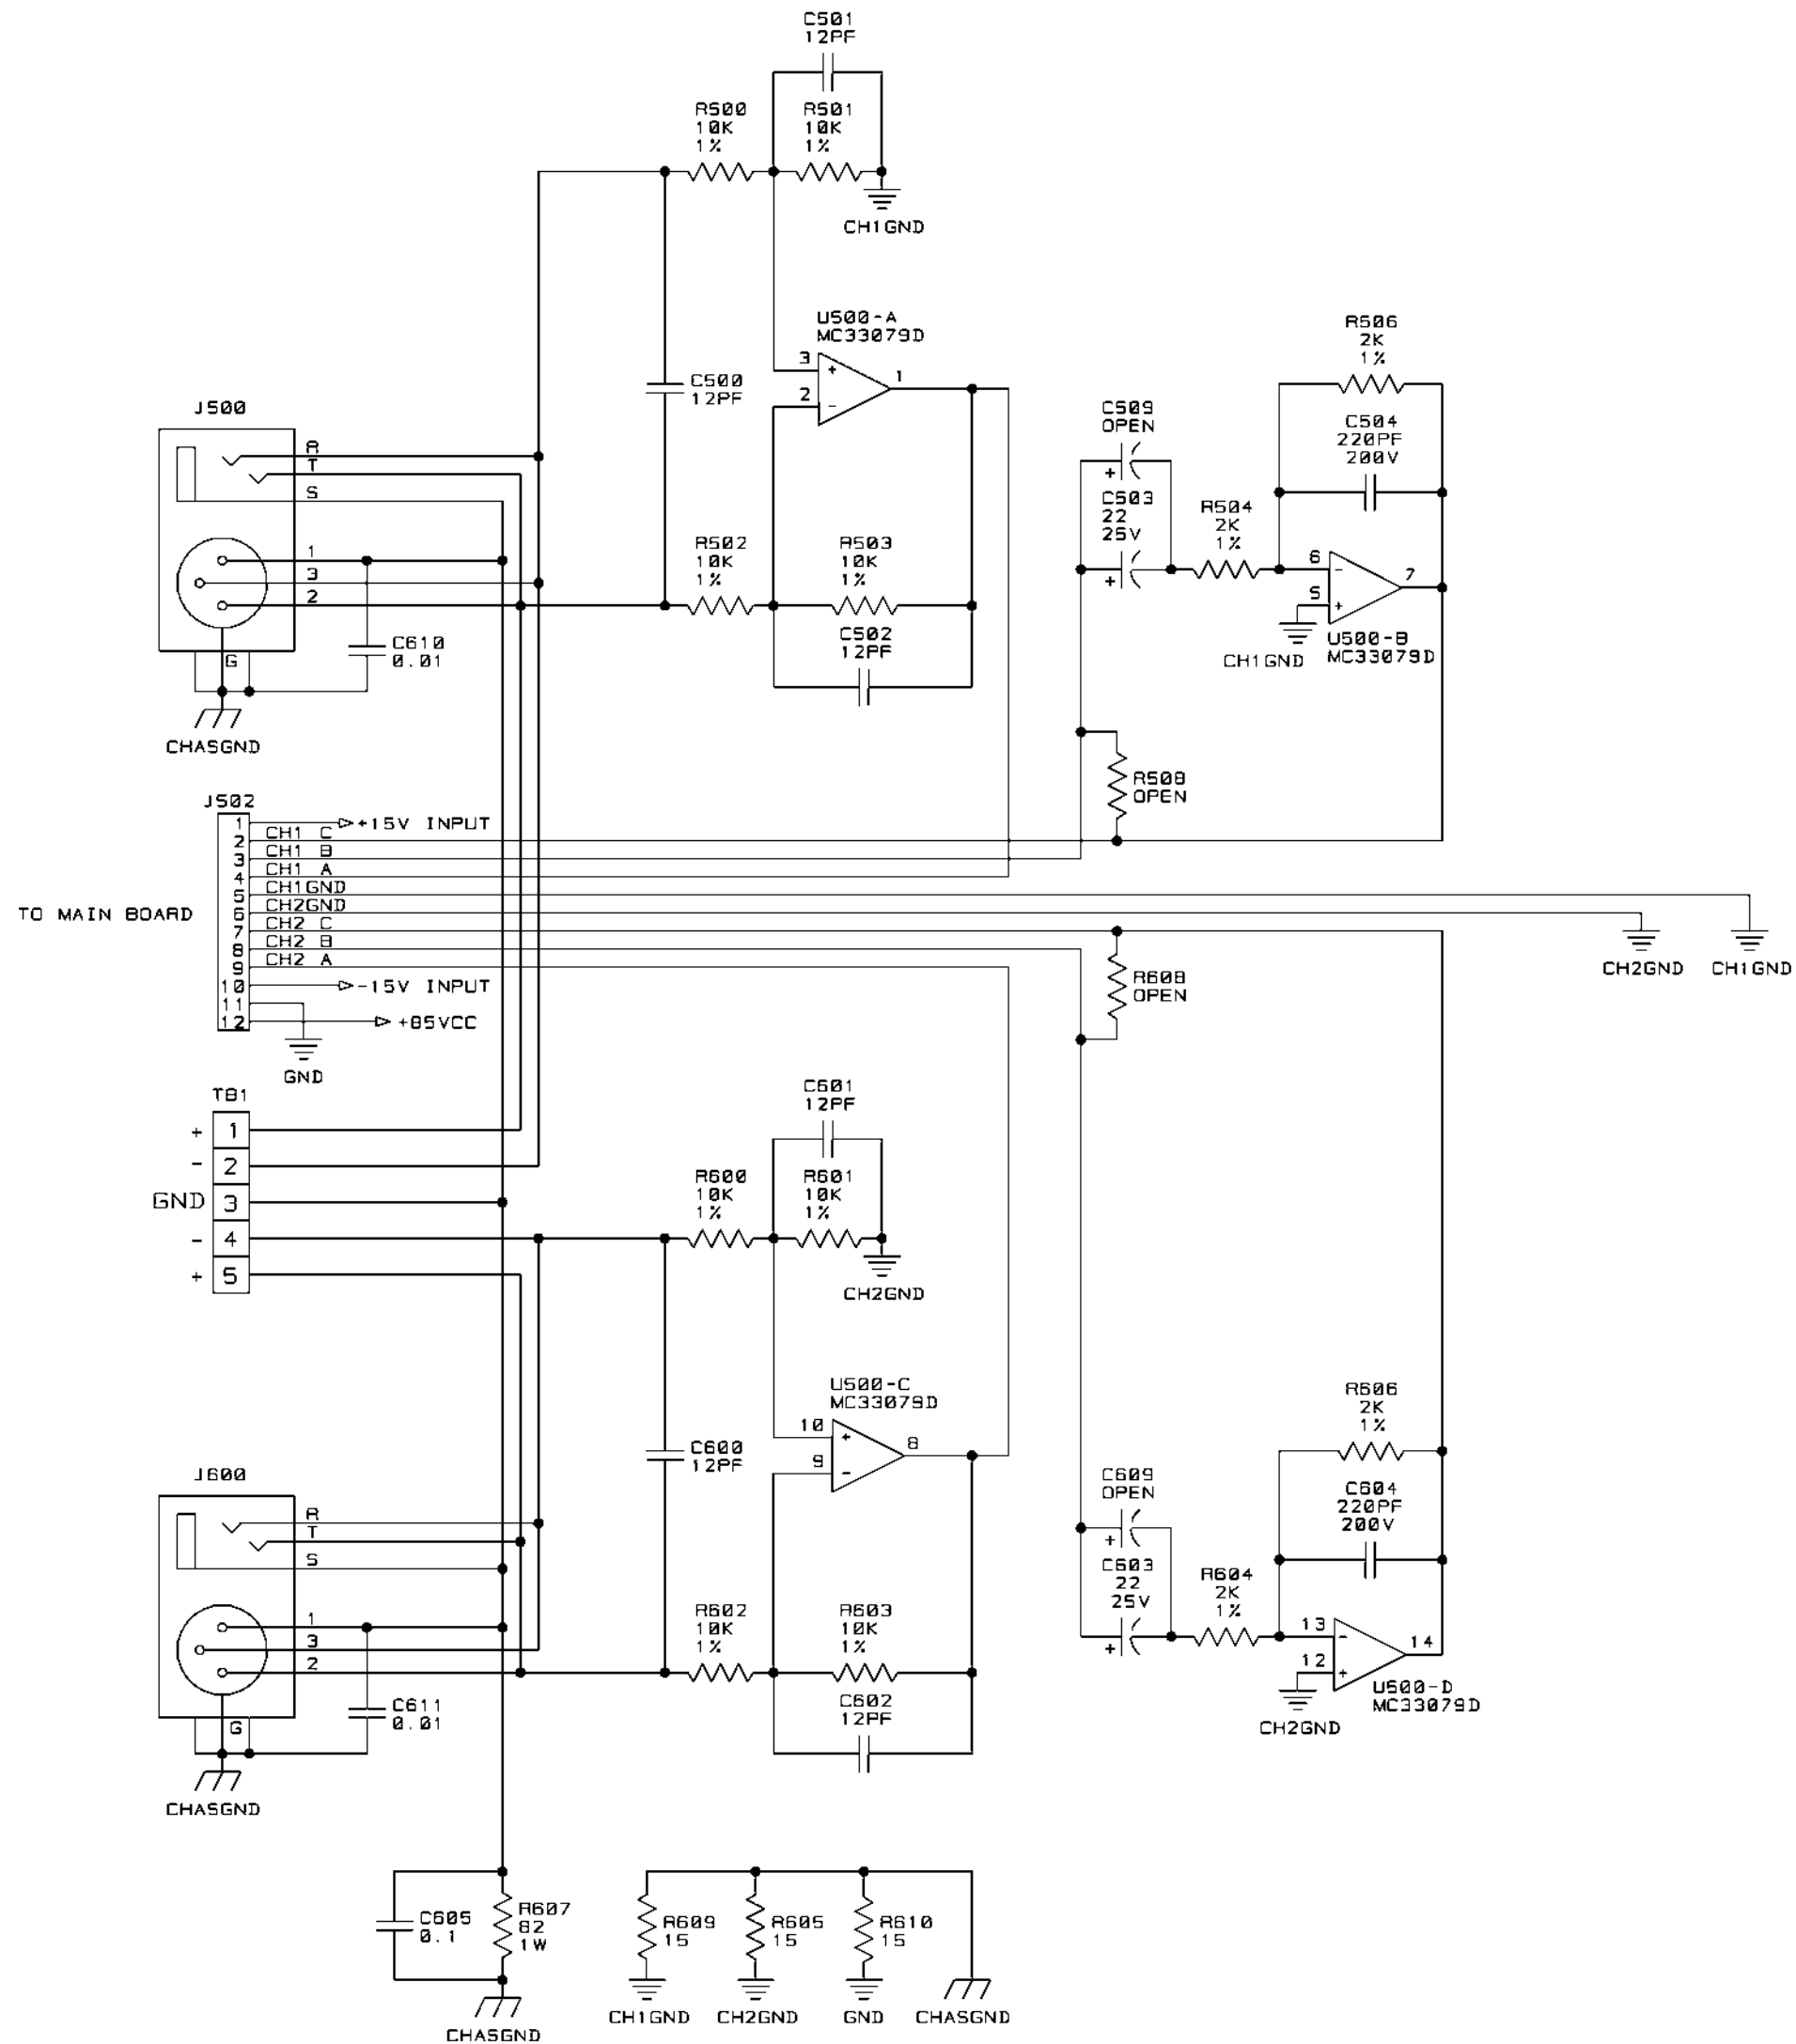 C501
12PF
R500
10K
1%
R501
10K
1%
CH1GND
U500-A
MC33079D
3
+
2
-
1
C500
12PF
R506
2K
1%
C504
220PF
200V
C509
OPEN
+
C503
22
25V
+
R504
2K
1%
6
-
5
+
7
U500-B
MC33079D
CH1GND
J500
R
T
S
1
3
2
G
C610
0.01
CHASGND
R502
10K
1%
R503
10K
1%
C502
12PF
R508
OPEN
J502
1
+15V INPUT
2
CH1 C
3
CH1 B
4
CH1 A
5
CH1GND
6
CH2GND
7
CH2 C
8
CH2 B
9
CH2 A
10
-15V INPUT
11
12
+85VCC
GND
TO MAIN BOARD
CH2GND
CH1GND
R608
OPEN
TB1
+ 1
- 2
GND 3
- 4
+ 5
C601
12PF
R600
10K
1%
R601
10K
1%
CH2GND
U500-C
MC33079D
10
+
9
-
8
C600
12PF
R606
2K
1%
C604
220PF
200V
C609
OPEN
+
C603
22
25V
+
R604
2K
1%
13
-
12
+
14
U500-D
MC33079D
CH2GND
J600
R
T
S
1
3
2
G
C611
0.01
CHASGND
R602
10K
1%
R603
10K
1%
C602
12PF
C605
0.1
R607
82
1W
CHASGND
R609
15
R605
15
R610
15
CH1GND
CH2GND
GND
CHASGND